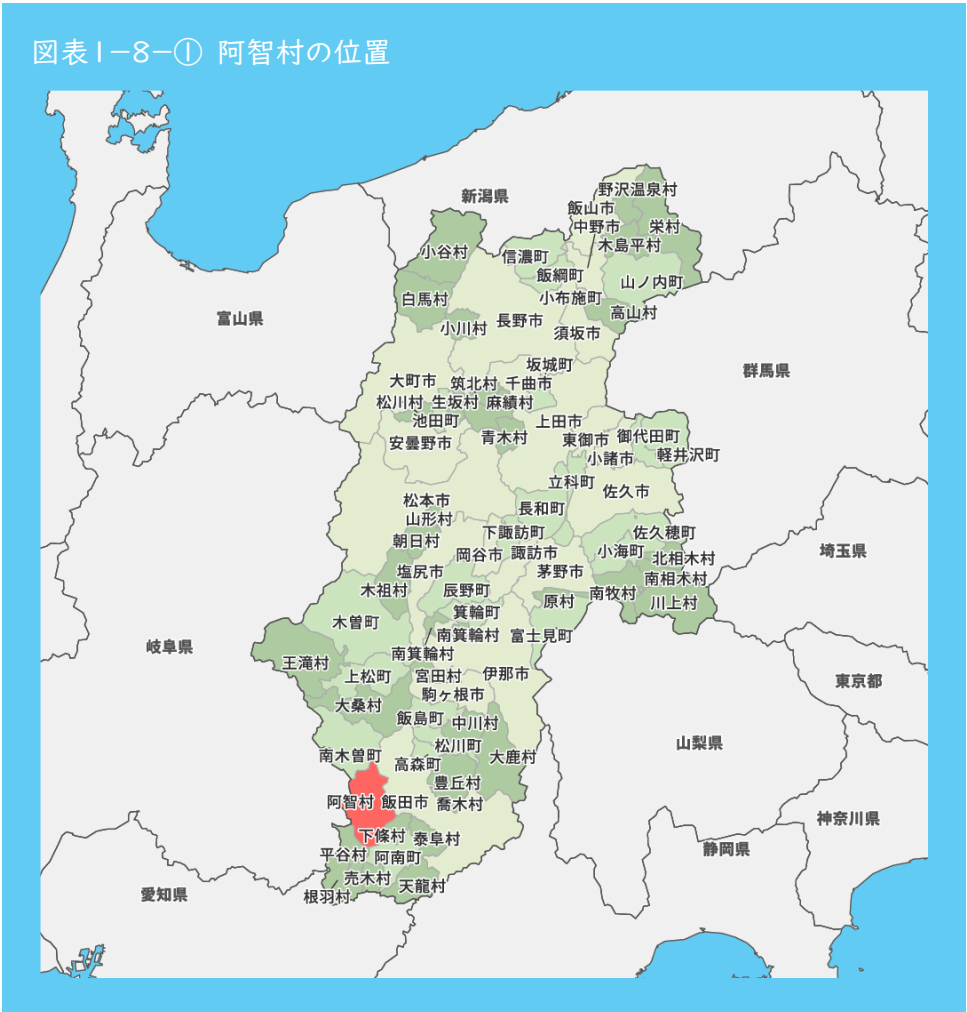 図表1-8-① 阿智村の位置
野沢温泉村
新潟県
飯山市
中野市
栄村
木島平村
小谷村
信濃町
飯綱町
山ノ内町
白馬村
小布施町
高山村
富山県
小川村
長野市
須坂市
坂城町
群馬県
大町市
筑北村
千曲市
松川村
生坂村
麻績村
池田町
上田市
青木村
安曇野市
東御市
御代田町
小諸市
軽井沢町
立科町
佐久市
松本市
長和町
山形村
下諏訪町
佐久穂町
朝日村
岡谷市
諏訪市
小海町
北相木村
埼玉県
塩尻市
茅野市
南相木村
木祖村
辰野町
原村
南牧村
川上村
箕輪町
木曽町
南箕輪村
富士見町
岐阜県
南箕輪村
王滝村
上松町
宮田村
伊那市
東京都
駒ヶ根市
大桑村
飯島町
中川村
山梨県
松川町
南木曽町
高森町
大鹿村
豊丘村
阿智村
飯田市
喬木村
神奈川県
下條村
泰阜村
静岡県
平谷村
阿南町
売木村
天龍村
愛知県
根羽村